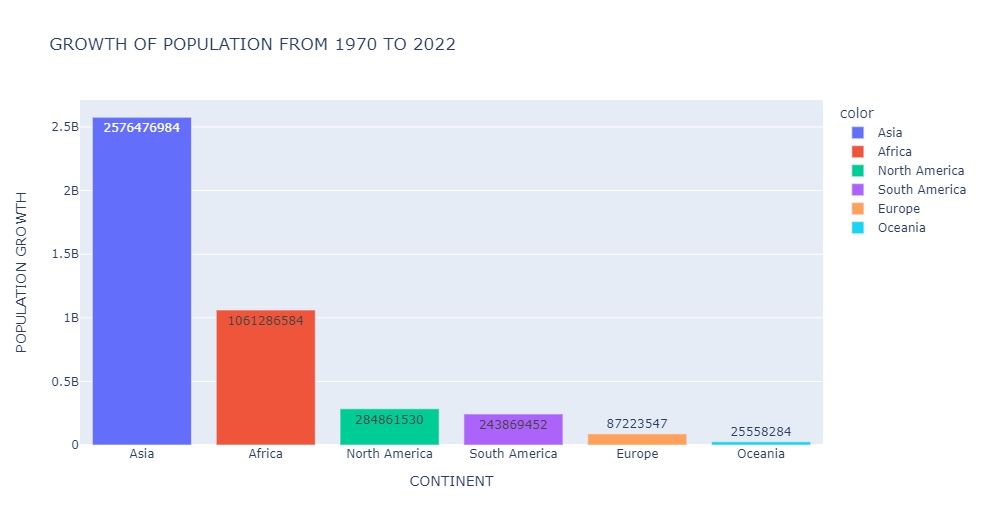 GROWTH OF POPULATION FROM 1970 TO 2022
color
Asia
Africa
North America
South America
Europe
Oceania
POPULATION GROWTH
2.5B
2B
1.5B
1B
0.5B
0
2576476984
1061286584
284861530
243869452
87223547
25558284
Asia
Africa
North America
South America
Europe
Oceania
CONTINENT